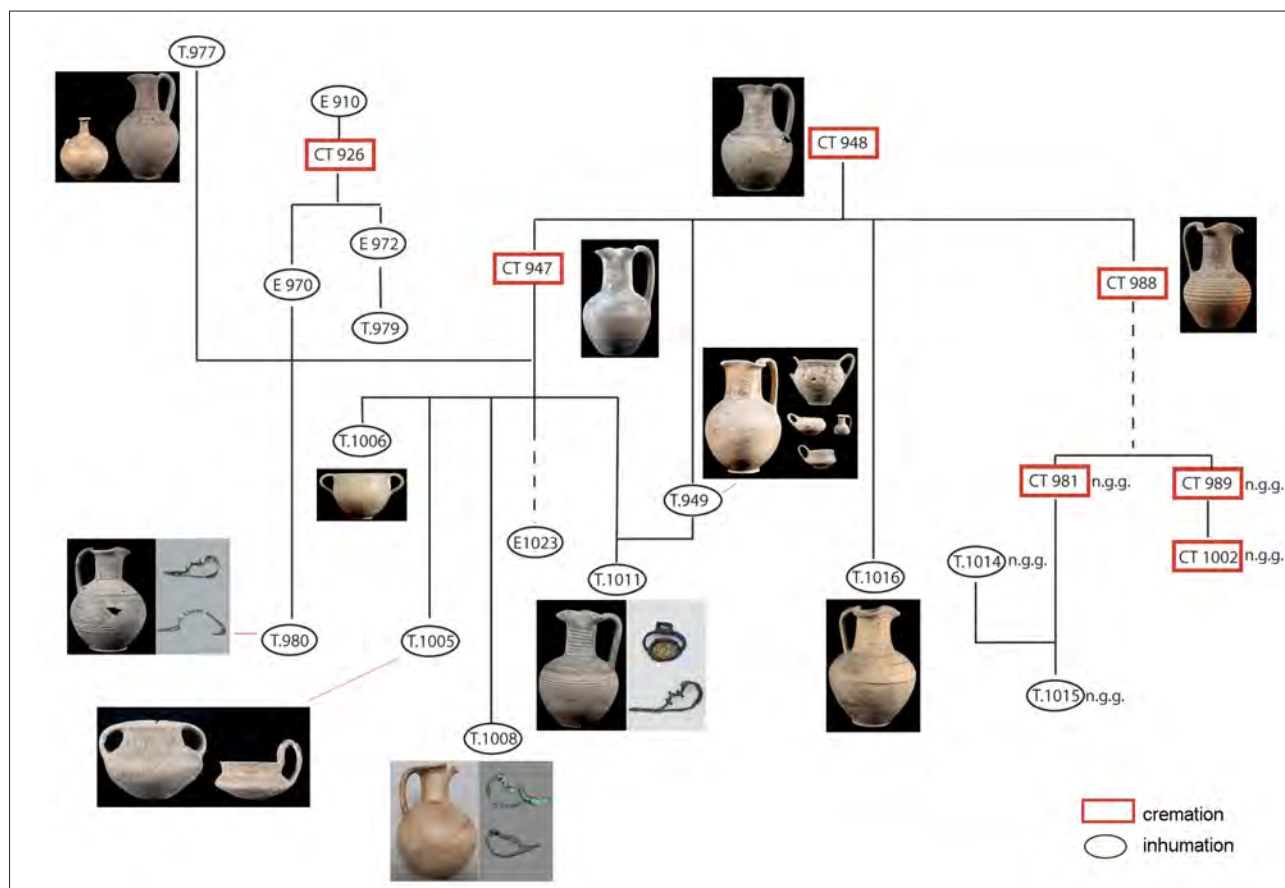 T.977
E 910
CT 926
CT 948
E 972
CT 947
E 970
CT 988
T.979
T.1006
CT 981 n.g.g.
CT 989 n.g.g.
T.949
E1023
CT 1002 n.g.g.
T.1014 n.g.g.
T.1011
T.1016
T.980
T.1005
T.1015 n.g.g.
T.1008
cremation
inhumation